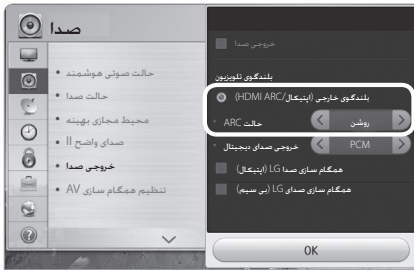 صدا
حالت صوتی هوشمند •
حالت صدا •
محیط مجازی بهینه •
صدای واضح II •
خروجی صدا •
تنظیم همگام سازی AV •
خروجی صدا
بلندگوی تلویزیون
بلندگوی خارجی (اپتیکال/HDMI ARC)
• حالت ARC < روشن >
• خروجی صدای دیجیتال < PCM >
همگام سازی صدا LG (اپتیکال)
همگام سازی صدای LG (بی سیم)
OK